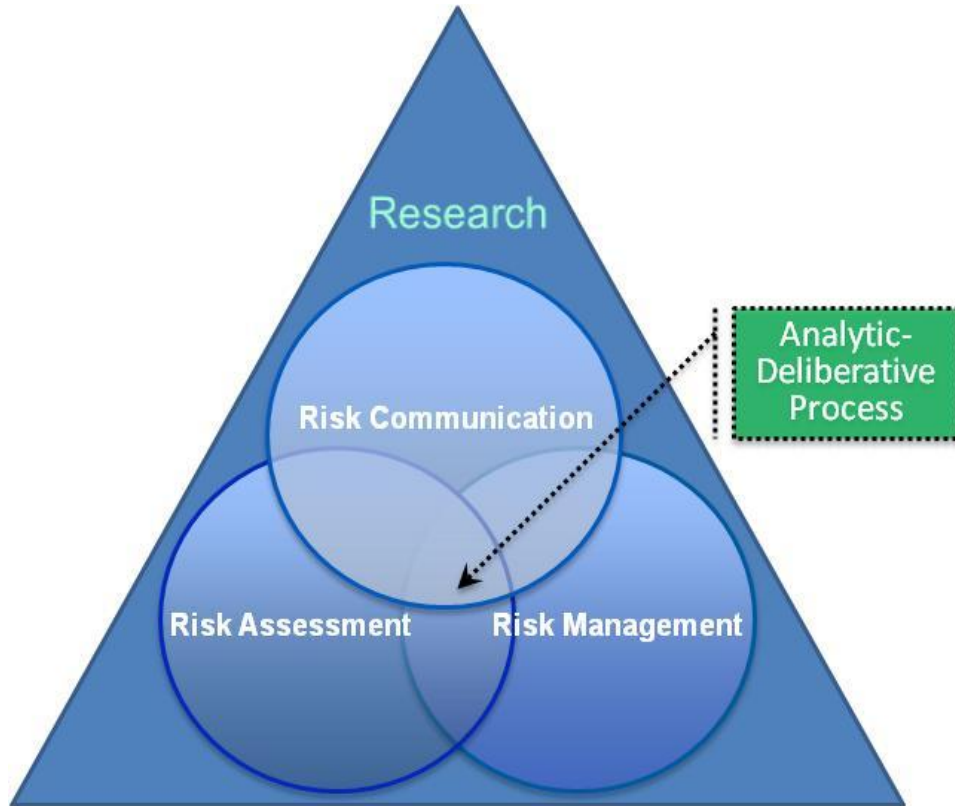 Research
Analytic-
Deliberative
Process
Risk Communication
Risk Assessment
Risk Management